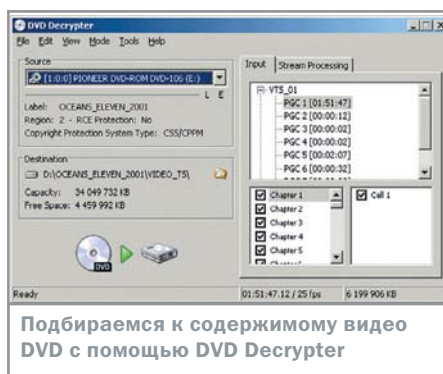 DVD Decrypter
File Edit View Mode Tools Help
Source
[1:0:0] PIONEER DVD-ROM DVD-106 (E:)
L E
Label: OCEANS_ELEVEN_2001
Region: 2 - RCE Protection: No
Copyright Protection System Type: CSS/CPPM
Destination
D:\OCEANS_ELEVEN_2001\VIDEO_TS\
Capacity: 34 049 732 KB
Free Space: 4 459 992 KB
DVD
Input Stream Processing
VTS_01
PGC 1 [01:51:47]
PGC 2 [00:00:12]
PGC 3 [00:00:02]
PGC 4 [00:00:02]
PGC 5 [00:02:07]
PGC 6 [00:00:32]
Chapter 1
Chapter 2
Chapter 3
Chapter 4
Chapter 5
Cell 1
Ready
01:51:47.12 / 25 fps
6 199 906 KB
Подбираемся к содержимому видео
DVD с помощью DVD Decrypter